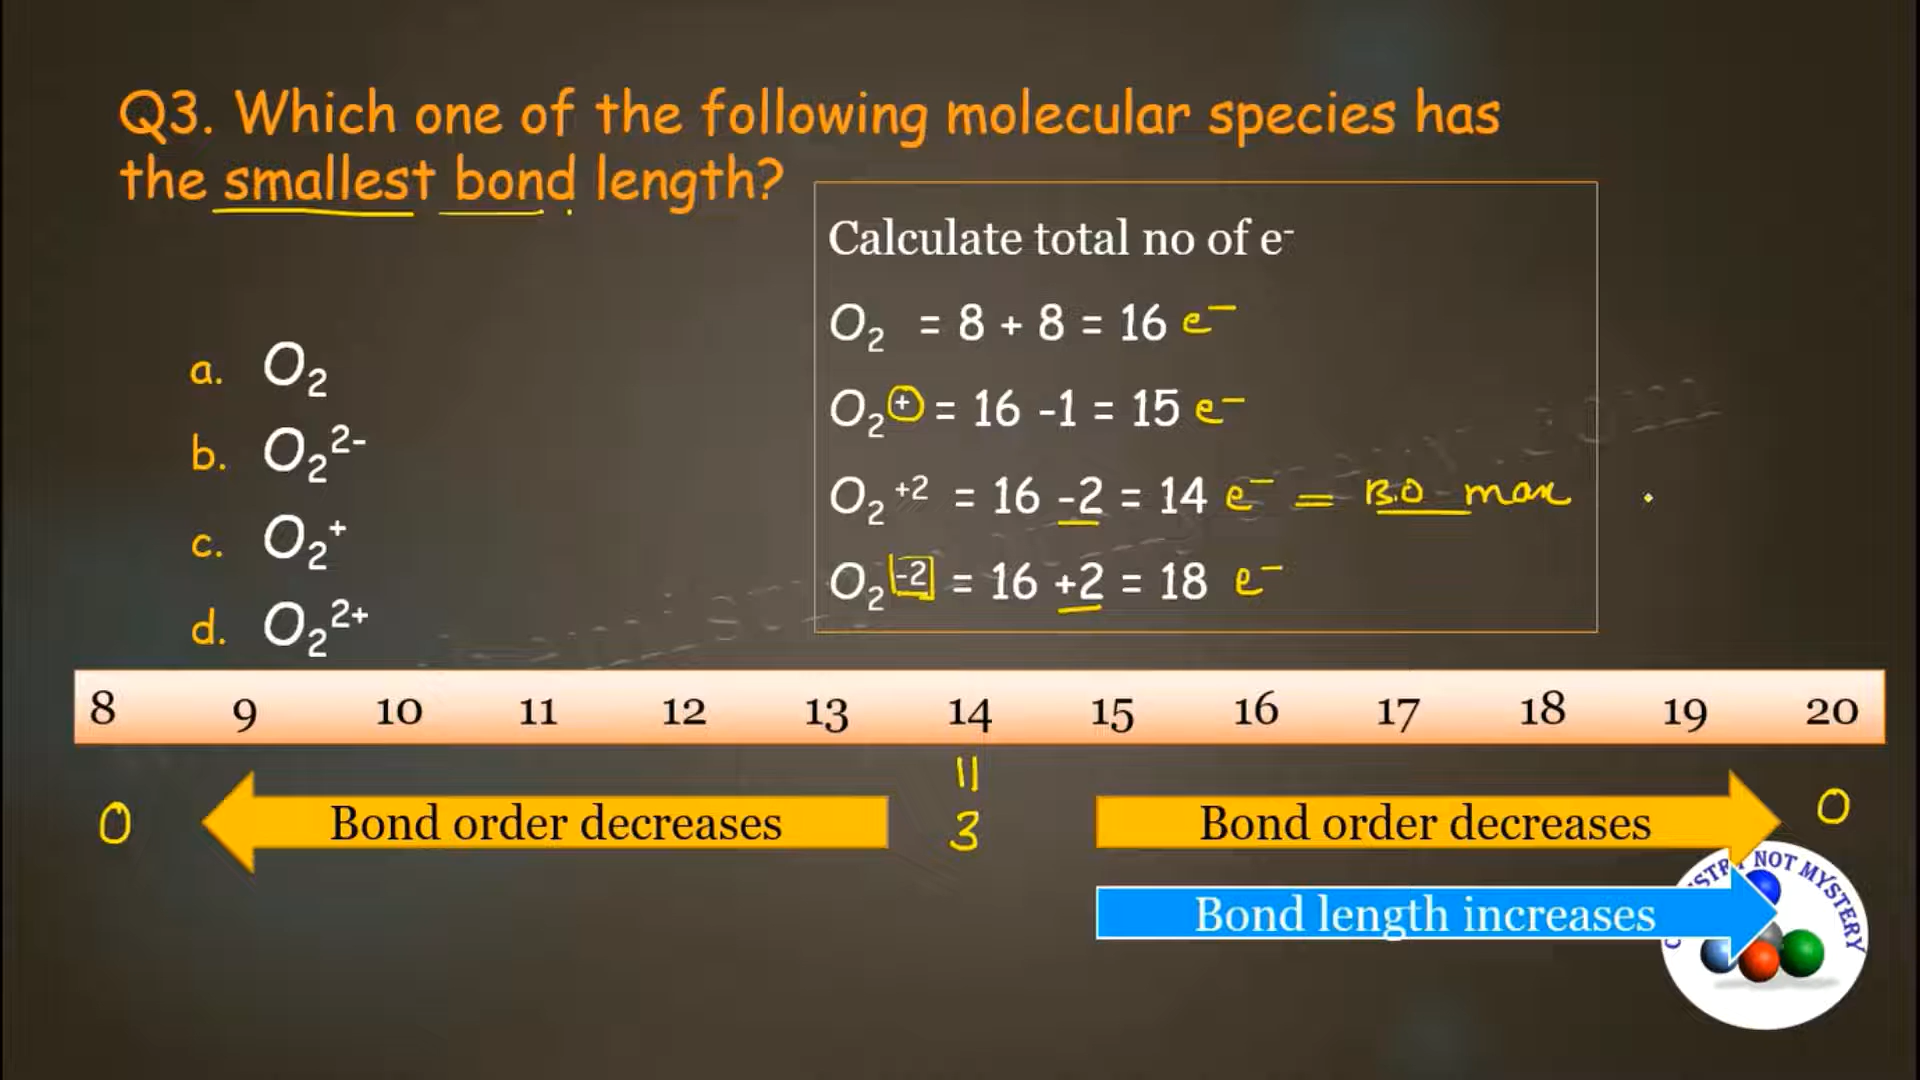 Q3. Which one of the following molecular species has
the smallest bond length?
Calculate total no of e⁻
O₂ = 8 + 8 = 16 e⁻
O₂⁺ = 16 -1 = 15 e⁻
O₂⁺² = 16 -2 = 14 e⁻ = B.O max
O₂⁻² = 16 +2 = 18 e⁻
a. O₂
b. O₂²⁻
c. O₂⁺
d. O₂²⁺
8 9 10 11 12 13 14 15 16 17 18 19 20
0 Bond order decreases 3 Bond order decreases 0
Bond length increases
NOT MYSTERY